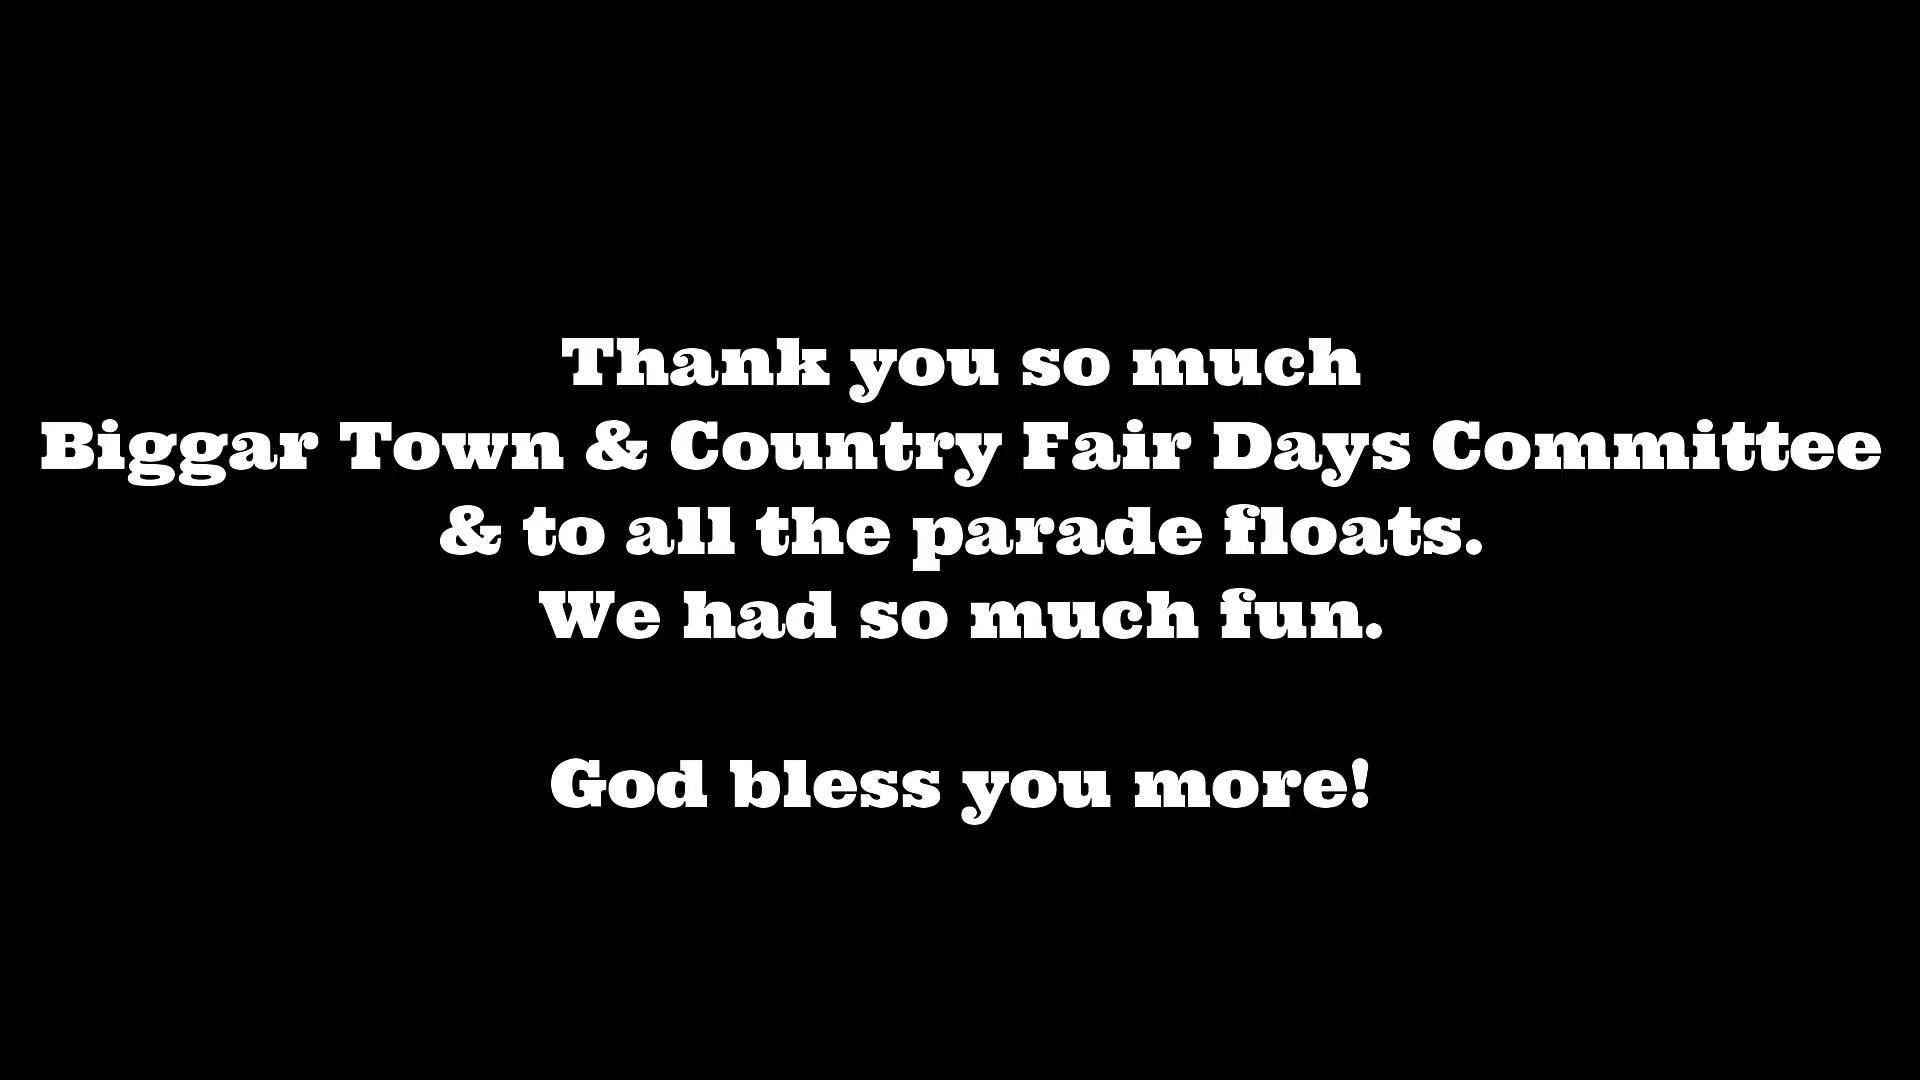 Thank you so much
Biggar Town & Country Fair Days Committee
& to all the parade floats.
We had so much fun.
God bless you more!